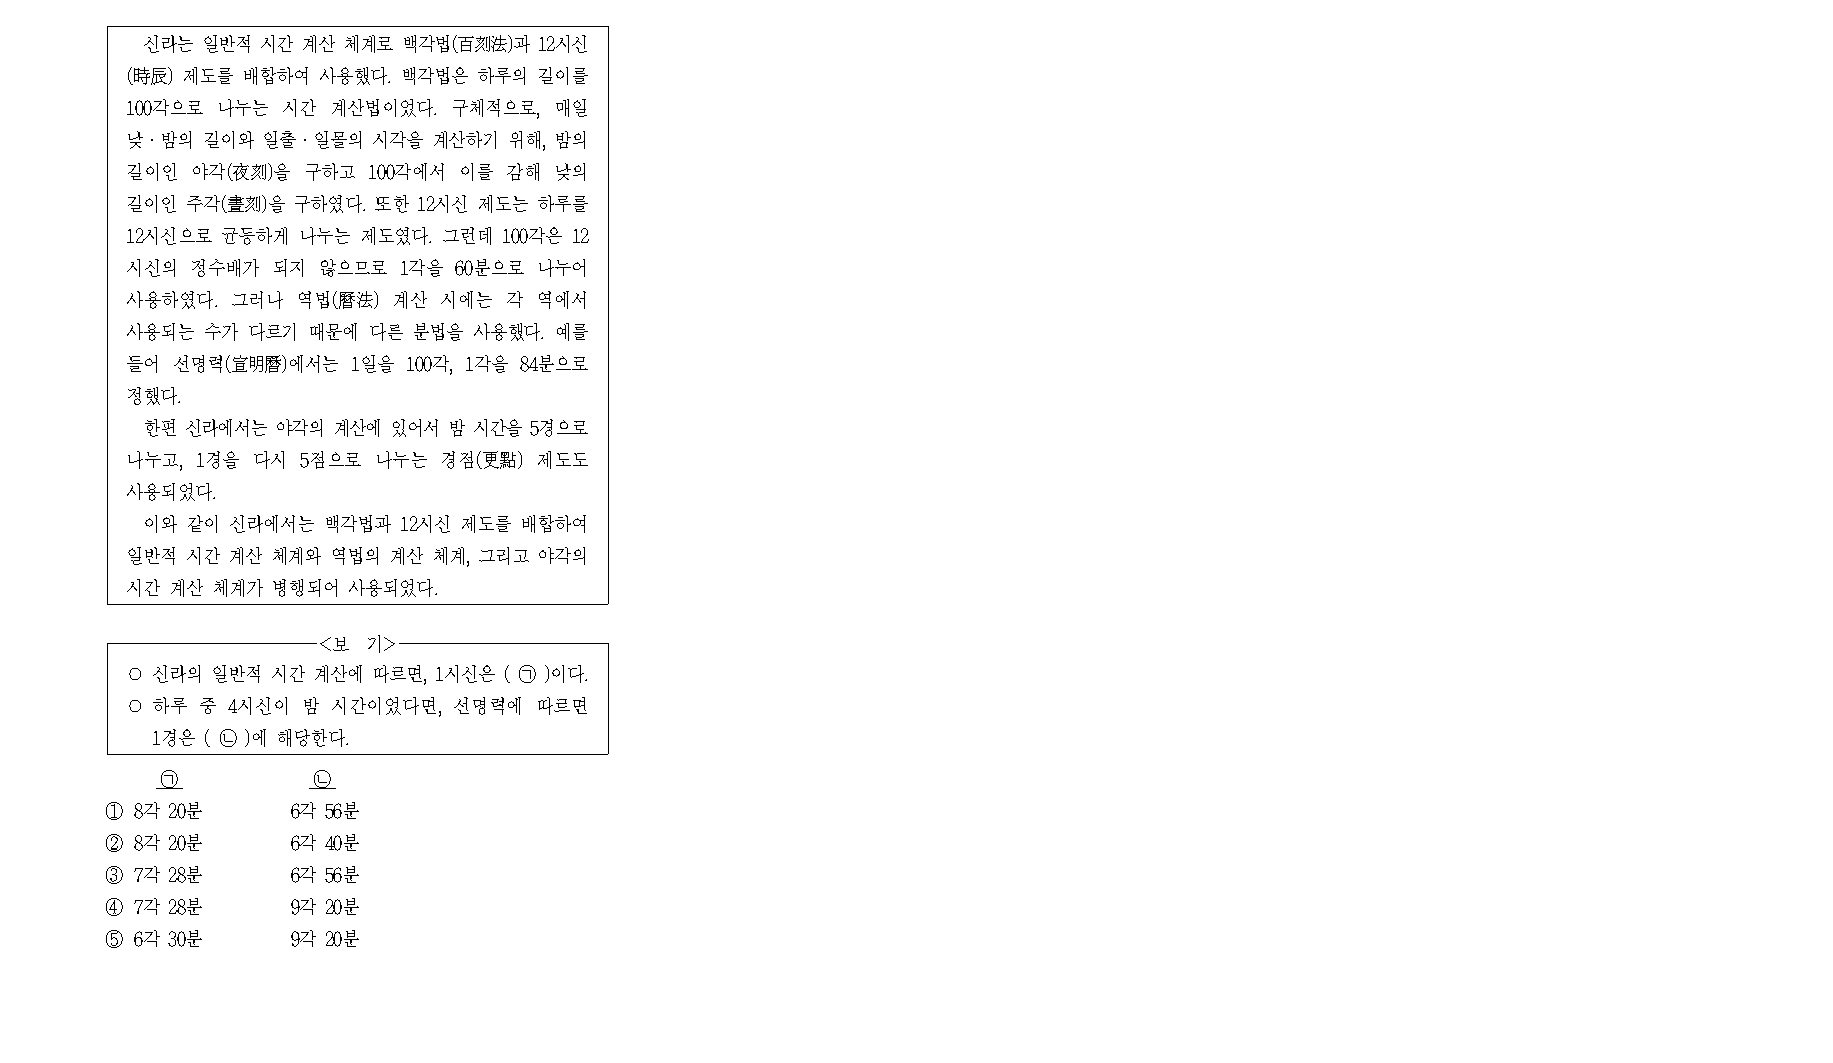 신라는 일반적 시간 계산 체계로 백각법(百刻法)과 12시신
(時辰) 제도를 배합하여 사용했다. 백각법은 하루의 길이를
100각으로 나누는 시간 계산법이었다. 구체적으로, 매일
낮·밤의 길이와 일출·일몰의 시각을 계산하기 위해, 밤의
길이인 야각(夜刻)을 구하고 100각에서 이를 감해 낮의
길이인 주각(晝刻)을 구하였다. 또한 12시신 제도는 하루를
12시신으로 균등하게 나누는 제도였다. 그런데 100각은 12
시신의 정수배가 되지 않으므로 1각을 60분으로 나누어
사용하였다. 그러나 역법(曆法) 계산 시에는 각 역에서
사용되는 수가 다르기 때문에 다른 분법을 사용했다. 예를
들어 선명력(宣明曆)에서는 1일을 100각, 1각을 84분으로
정했다.
한편 신라에서는 야각의 계산에 있어서 밤 시간을 5경으로
나누고, 1경을 다시 5점으로 나누는 경점(更點) 제도도
사용되었다.
이와 같이 신라에서는 백각법과 12시신 제도를 배합하여
일반적 시간 계산 체계와 역법의 계산 체계, 그리고 야각의
시간 계산 체계가 병행되어 사용되었다.
<보 기>
○ 신라의 일반적 시간 계산에 따르면, 1시신은 ( ㉠ )이다.
○ 하루 중 4시신이 밤 시간이었다면, 선명력에 따르면
1경은 ( ㉡ )에 해당한다.
㉠ ㉡
① 8각 20분 6각 56분
② 8각 20분 6각 40분
③ 7각 28분 6각 56분
④ 7각 28분 9각 20분
⑤ 6각 30분 9각 20분